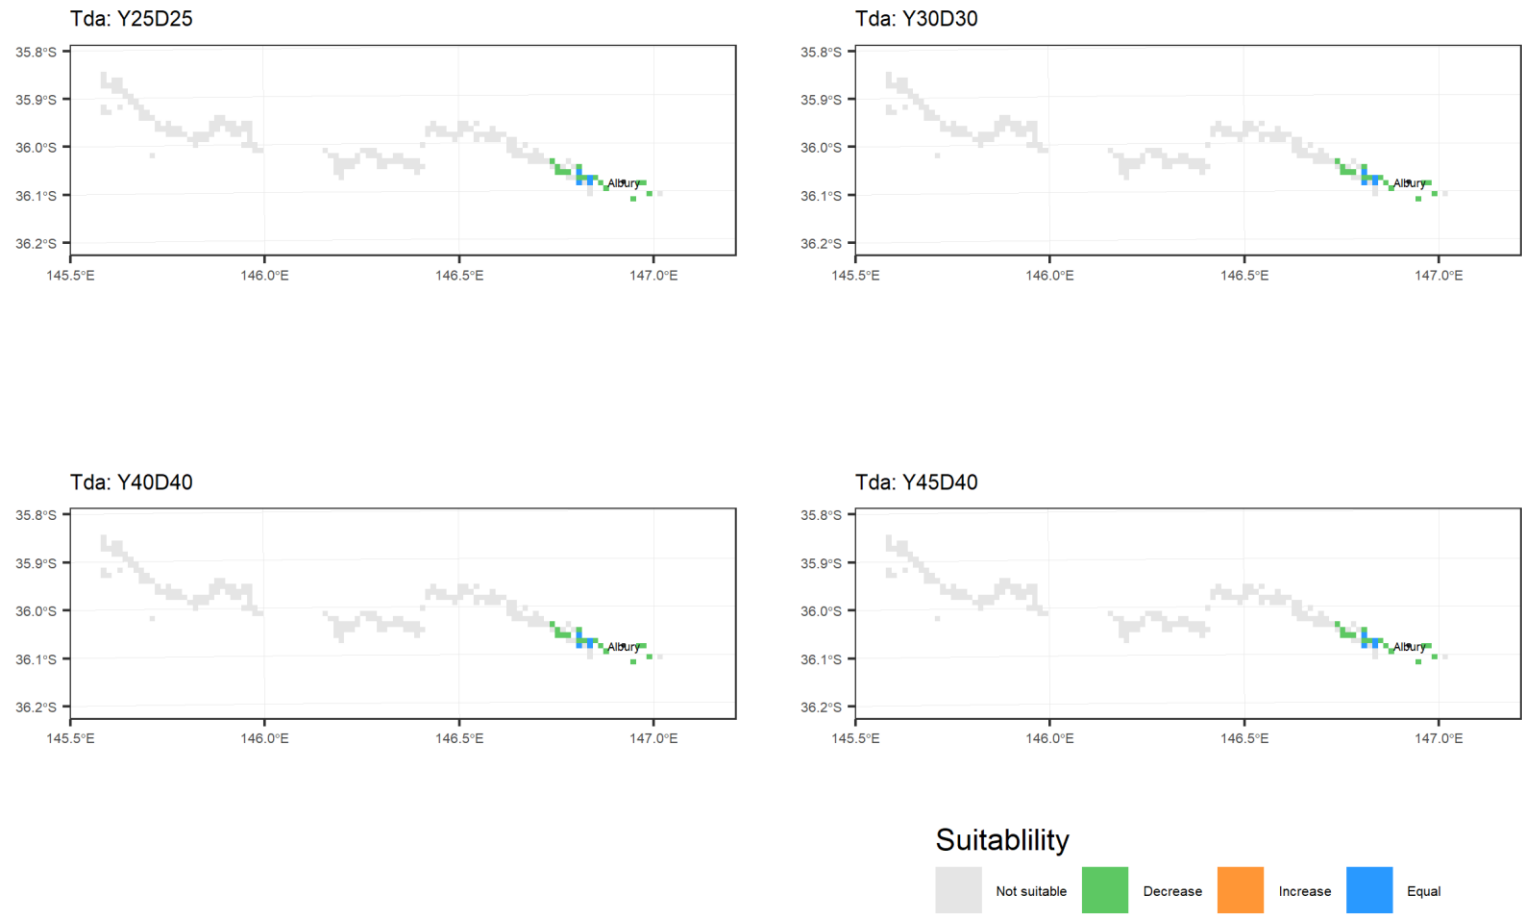 Tda: Y25D25
Tda: Y30D30
35.8°S
35.9°S
36.0°S
36.1°S
36.2°S
Albury
145.5°E 146.0°E 146.5°E 147.0°E
35.8°S
35.9°S
36.0°S
36.1°S
36.2°S
Albury
145.5°E 146.0°E 146.5°E 147.0°E
Tda: Y40D40
Tda: Y45D40
35.8°S
35.9°S
36.0°S
36.1°S
36.2°S
Albury
145.5°E 146.0°E 146.5°E 147.0°E
35.8°S
35.9°S
36.0°S
36.1°S
36.2°S
Albury
145.5°E 146.0°E 146.5°E 147.0°E
Suitablility
Not suitable Decrease Increase Equal